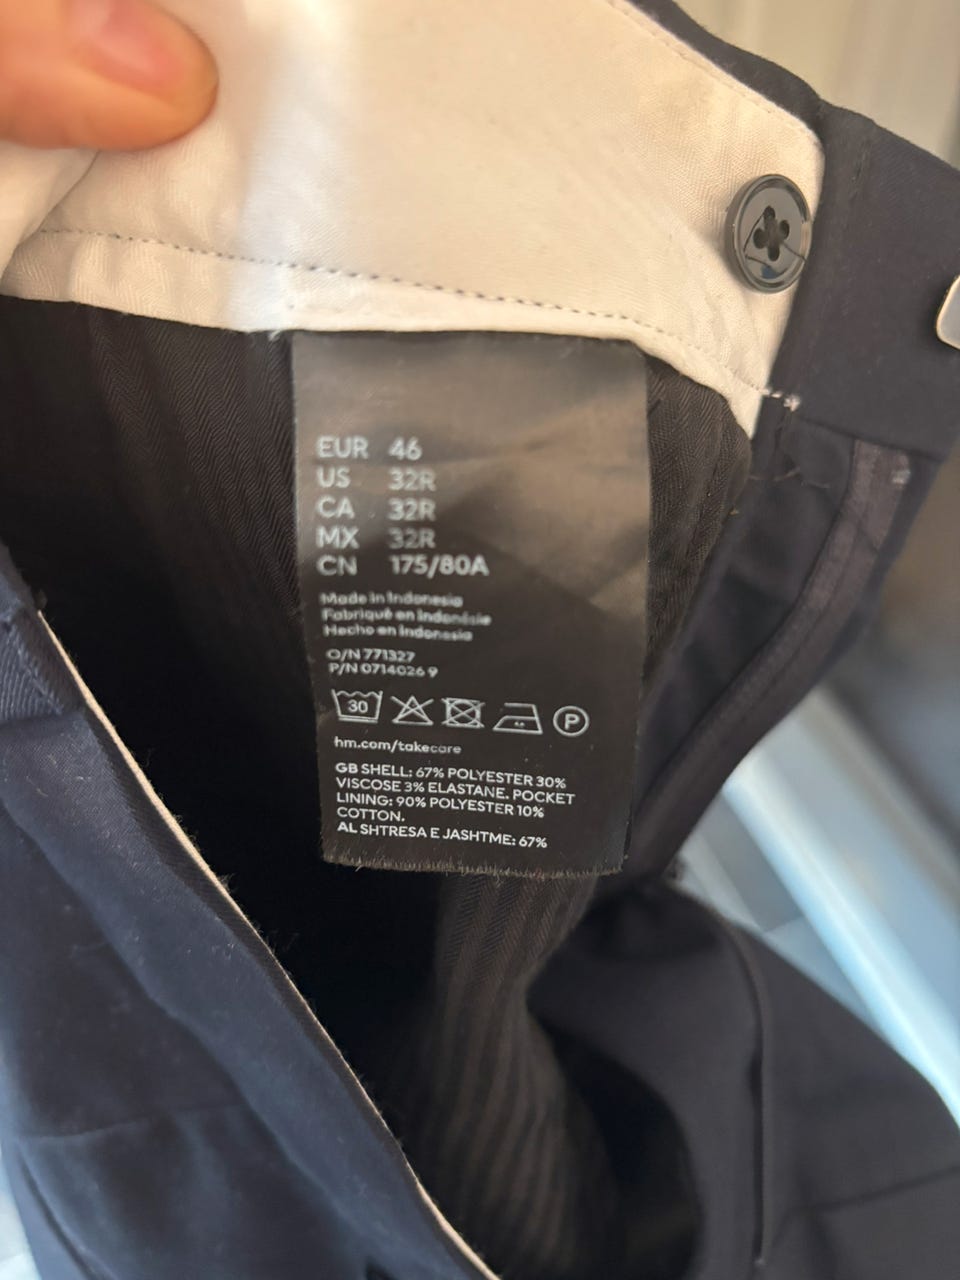 EUR 46
US 32R
CA 32R
MX 32R
CN 175/80A
Made in Indonesia
Fabriqué en Indonésie
Hecho en Indonesia
O/N 771327
P/N 0714026 9
30
P
hm.com/takecare
GB SHELL: 67% POLYESTER 30%
VISCOSE 3% ELASTANE. POCKET
LINING: 90% POLYESTER 10%
COTTON.
AL SHTRESA E JASHTME: 67%